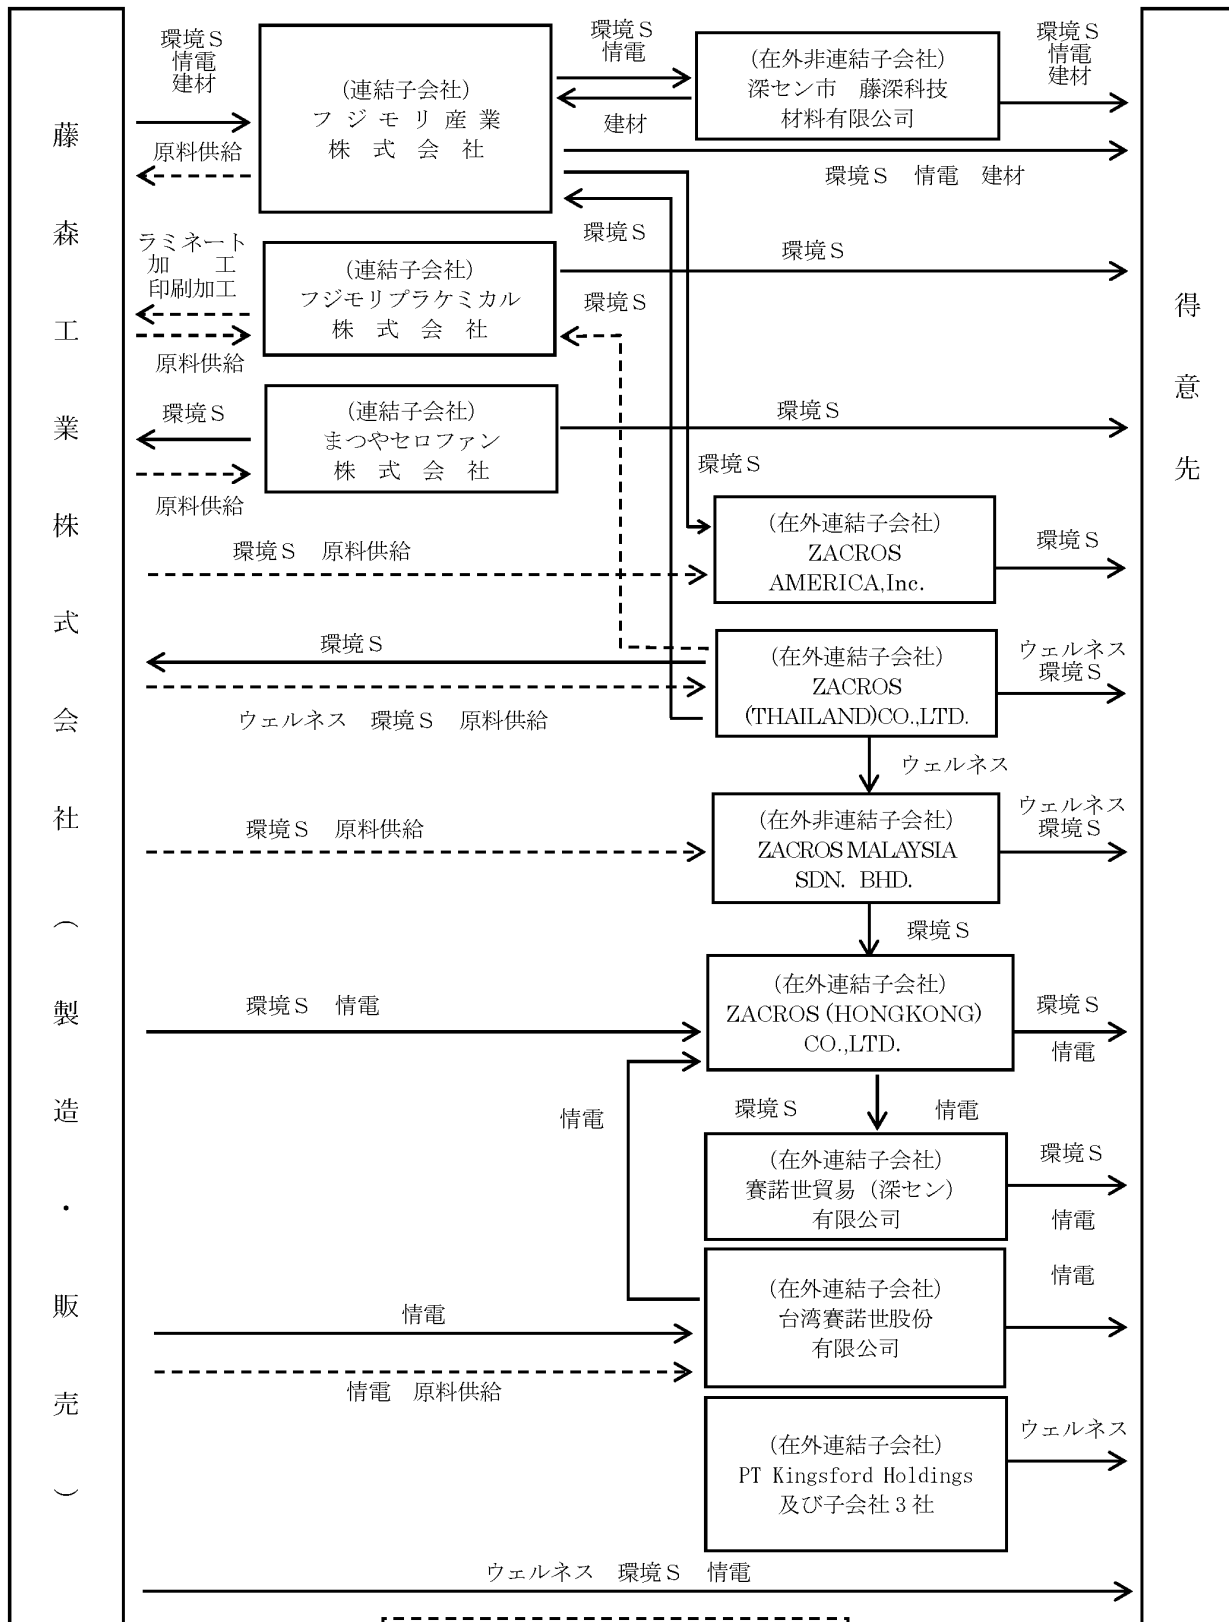 藤森工業株式会社（製造・販売）
環境Ｓ
情電
建材
原料供給
(連結子会社)
フジモリ産業
株式会社
環境Ｓ
情電
建材
(在外非連結子会社)
深セン市　藤深科技
材料有限公司
環境Ｓ
情電
建材
環境Ｓ　情電　建材
環境Ｓ
ラミネート
加　　工
印刷加工
原料供給
(連結子会社)
フジモリプラケミカル
株　式　会　社
環境Ｓ
環境Ｓ
環境Ｓ
原料供給
(連結子会社)
まつやセロファン
株　式　会　社
環境Ｓ
環境Ｓ
環境Ｓ　原料供給
(在外連結子会社)
ZACROS
AMERICA,Inc.
環境Ｓ
環境Ｓ
ウェルネス　環境Ｓ　原料供給
(在外連結子会社)
ZACROS
(THAILAND)CO.,LTD.
ウェルネス
環境Ｓ
ウェルネス
環境Ｓ　原料供給
(在外非連結子会社)
ZACROS MALAYSIA
SDN. BHD.
ウェルネス
環境Ｓ
環境Ｓ
環境Ｓ　情電
(在外連結子会社)
ZACROS (HONGKONG)
CO.,LTD.
環境Ｓ
情電
情電
環境Ｓ
情電
(在外連結子会社)
賽諾世貿易（深セン）
有限公司
環境Ｓ
情電
情電
情電　原料供給
(在外連結子会社)
台湾賽諾世股份
有限公司
情電
(在外連結子会社)
PT Kingsford Holdings
及び子会社３社
ウェルネス
ウェルネス　環境Ｓ　情電
得意先